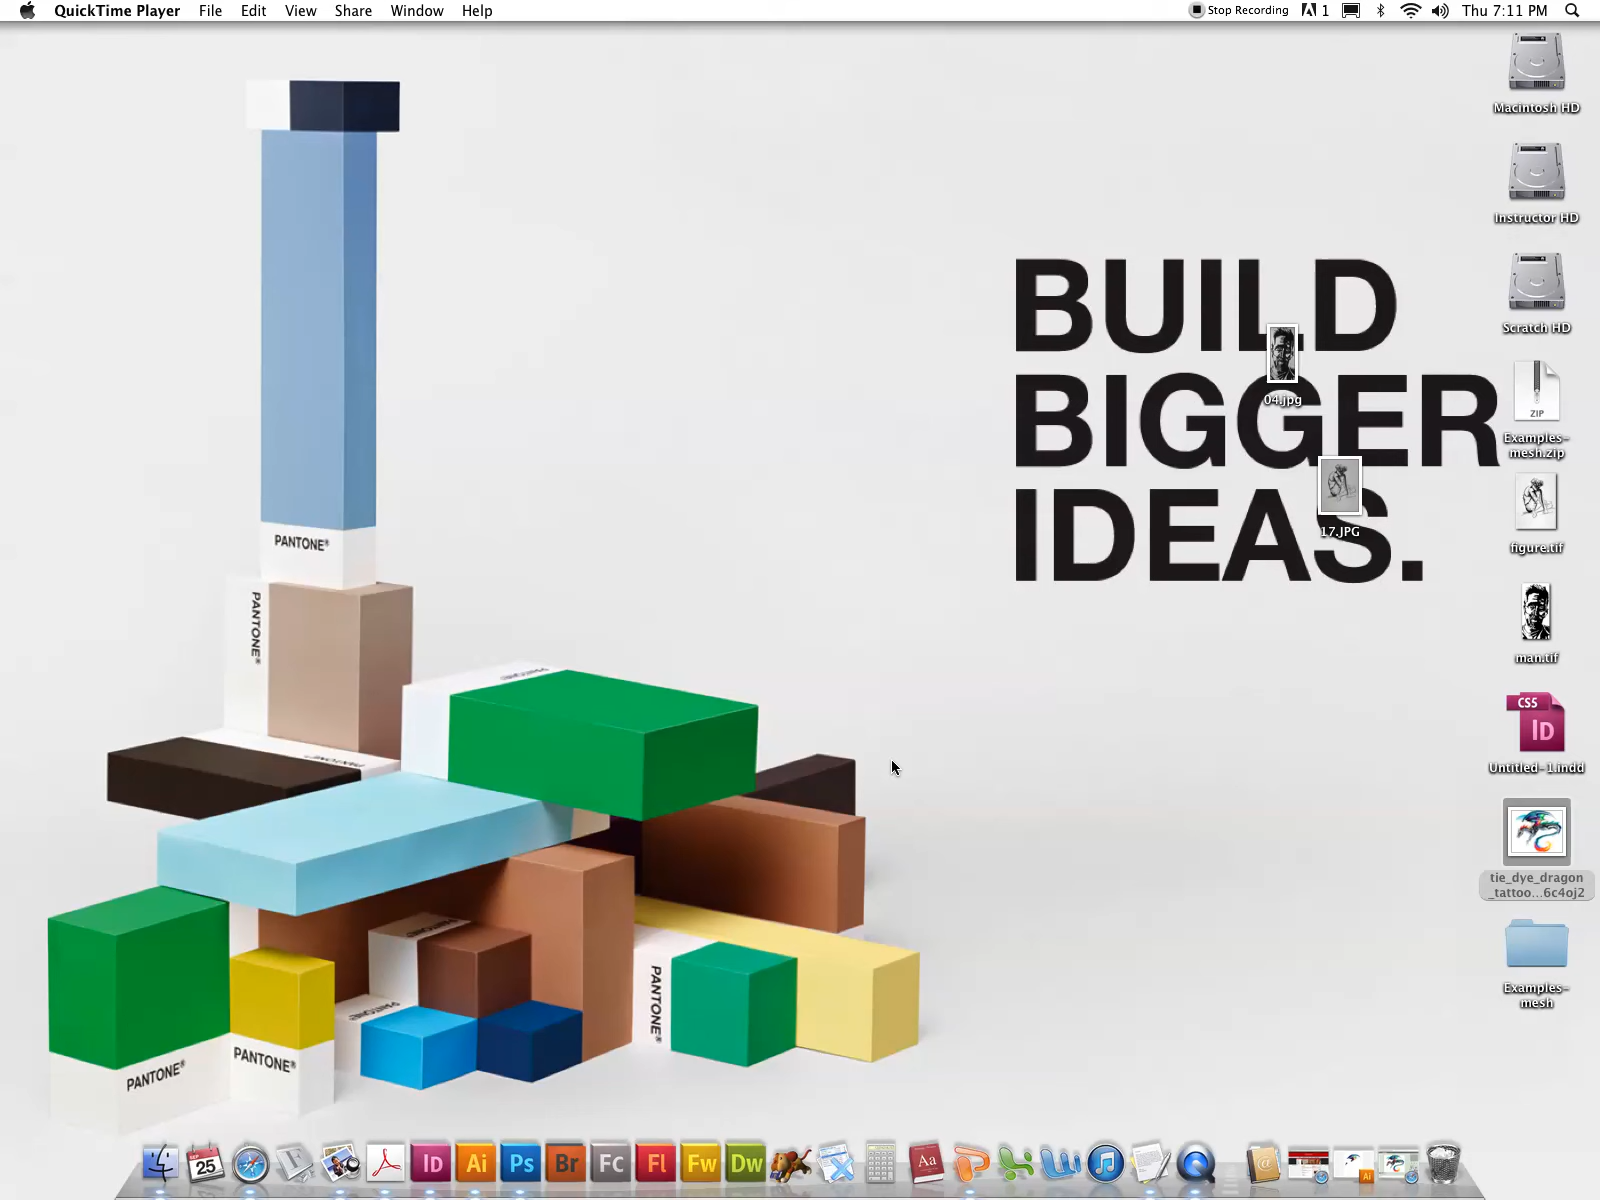 QuickTime Player File Edit View Share Window Help Stop Recording 1 Thu 7:11 PM
Macintosh HD
Instructor HD
Scratch HD
ZIP
Examples-
mesh.zip
figure.tif
man.tif
CS5
ID
Untitled-1.indd
tie_dye_dragon
_tattoo...6c4oj2
Examples-
mesh
BUILD
BIGGER
IDEAS.
04.jpg
17.JPG
PANTONE®
PANTONE®
PANTONE®
PANTONE®
PANTONE®
PANTONE®
PANTONE®
SEP
25
Id Ai Ps Br Fc Fl Fw Dw
Aa
Ai